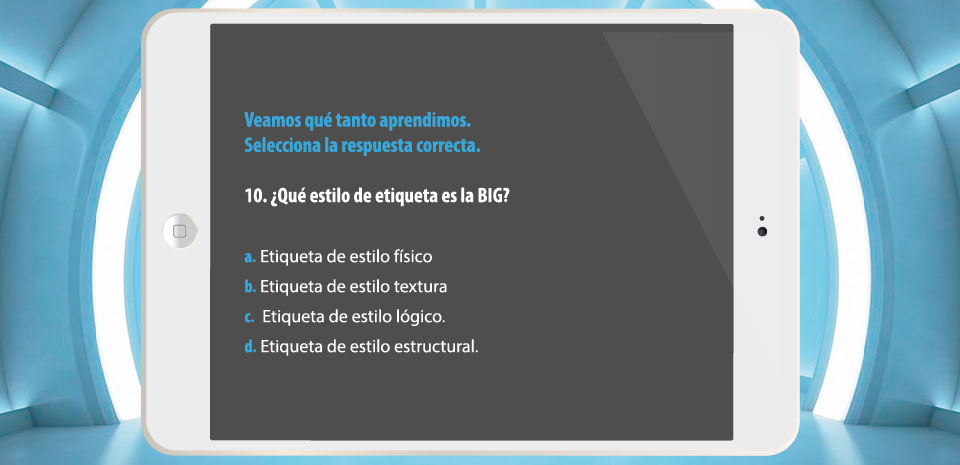 Veamos qué tanto aprendimos.
Selecciona la respuesta correcta.
10. ¿Qué estilo de etiqueta es la BIG?
a. Etiqueta de estilo físico
b. Etiqueta de estilo textura
c. Etiqueta de estilo lógico.
d. Etiqueta de estilo estructural.